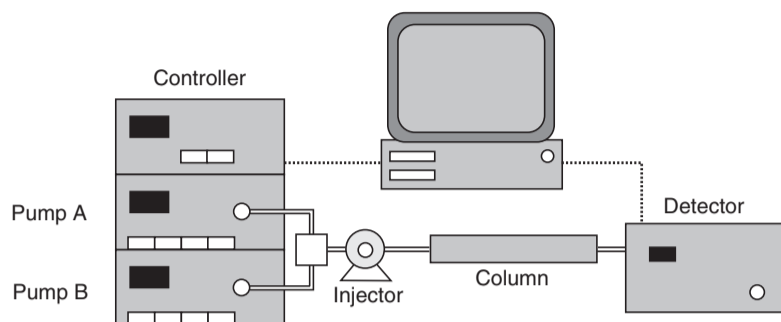 Controller
Pump A
Detector
Column
Injector
Pump B